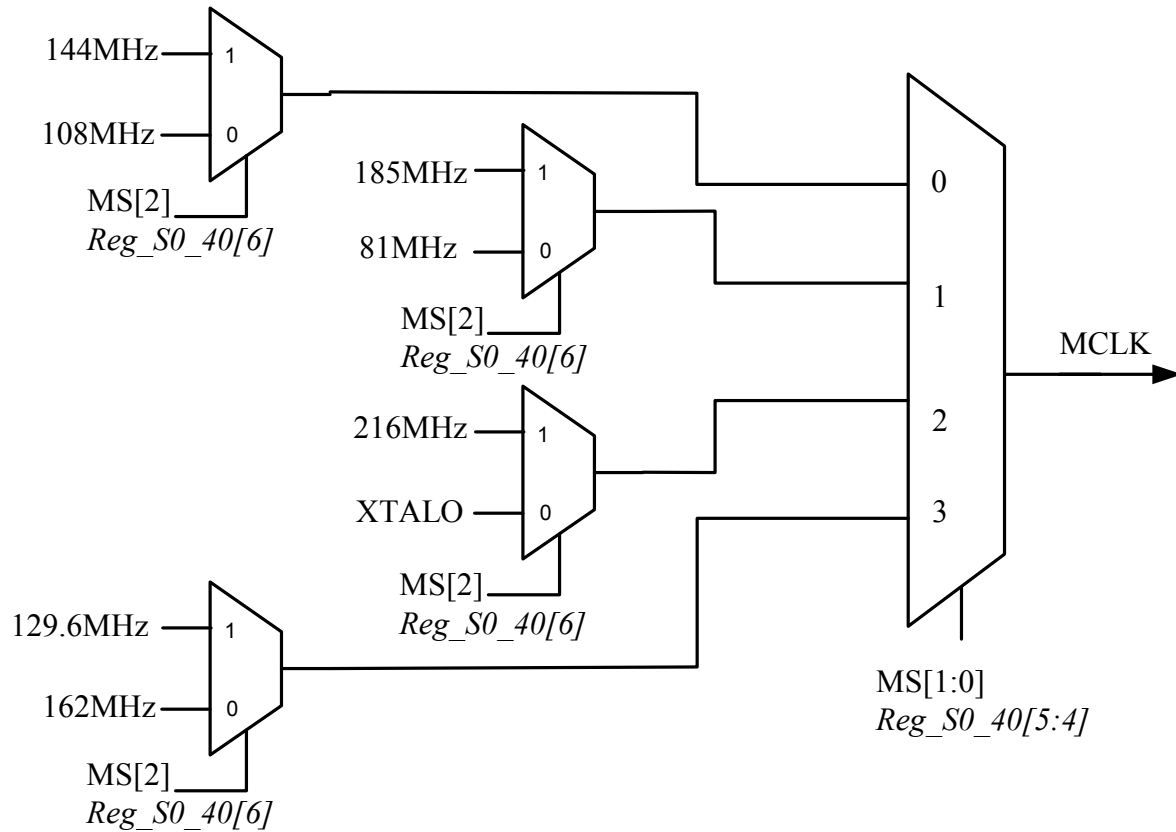 144MHz
1
108MHz
0
MS[2]
Reg_S0_40[6]
185MHz
1
81MHz
0
MS[2]
Reg_S0_40[6]
216MHz
1
XTALO
0
MS[2]
Reg_S0_40[6]
129.6MHz
1
162MHz
0
MS[2]
Reg_S0_40[6]
0
1
2
3
MCLK
MS[1:0]
Reg_S0_40[5:4]